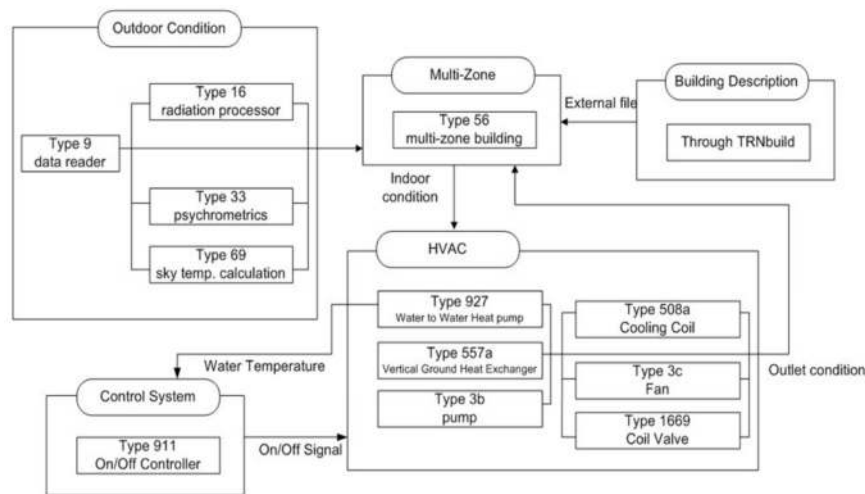 Outdoor Condition
Type 16
radiation processor
Type 9
data reader
Type 33
psychrometrics
Type 69
sky temp. calculation
Multi-Zone
Type 56
multi-zone building
External file
Building Description
Through TRNbuild
Indoor
condition
HVAC
Type 927
Water to Water Heat pump
Type 557a
Vertical Ground Heat Exchanger
Type 3b
pump
Type 508a
Cooling Coil
Type 3c
Fan
Type 1669
Coil Valve
Outlet condition
Water Temperature
Control System
Type 911
On/Off Controller
On/Off Signal